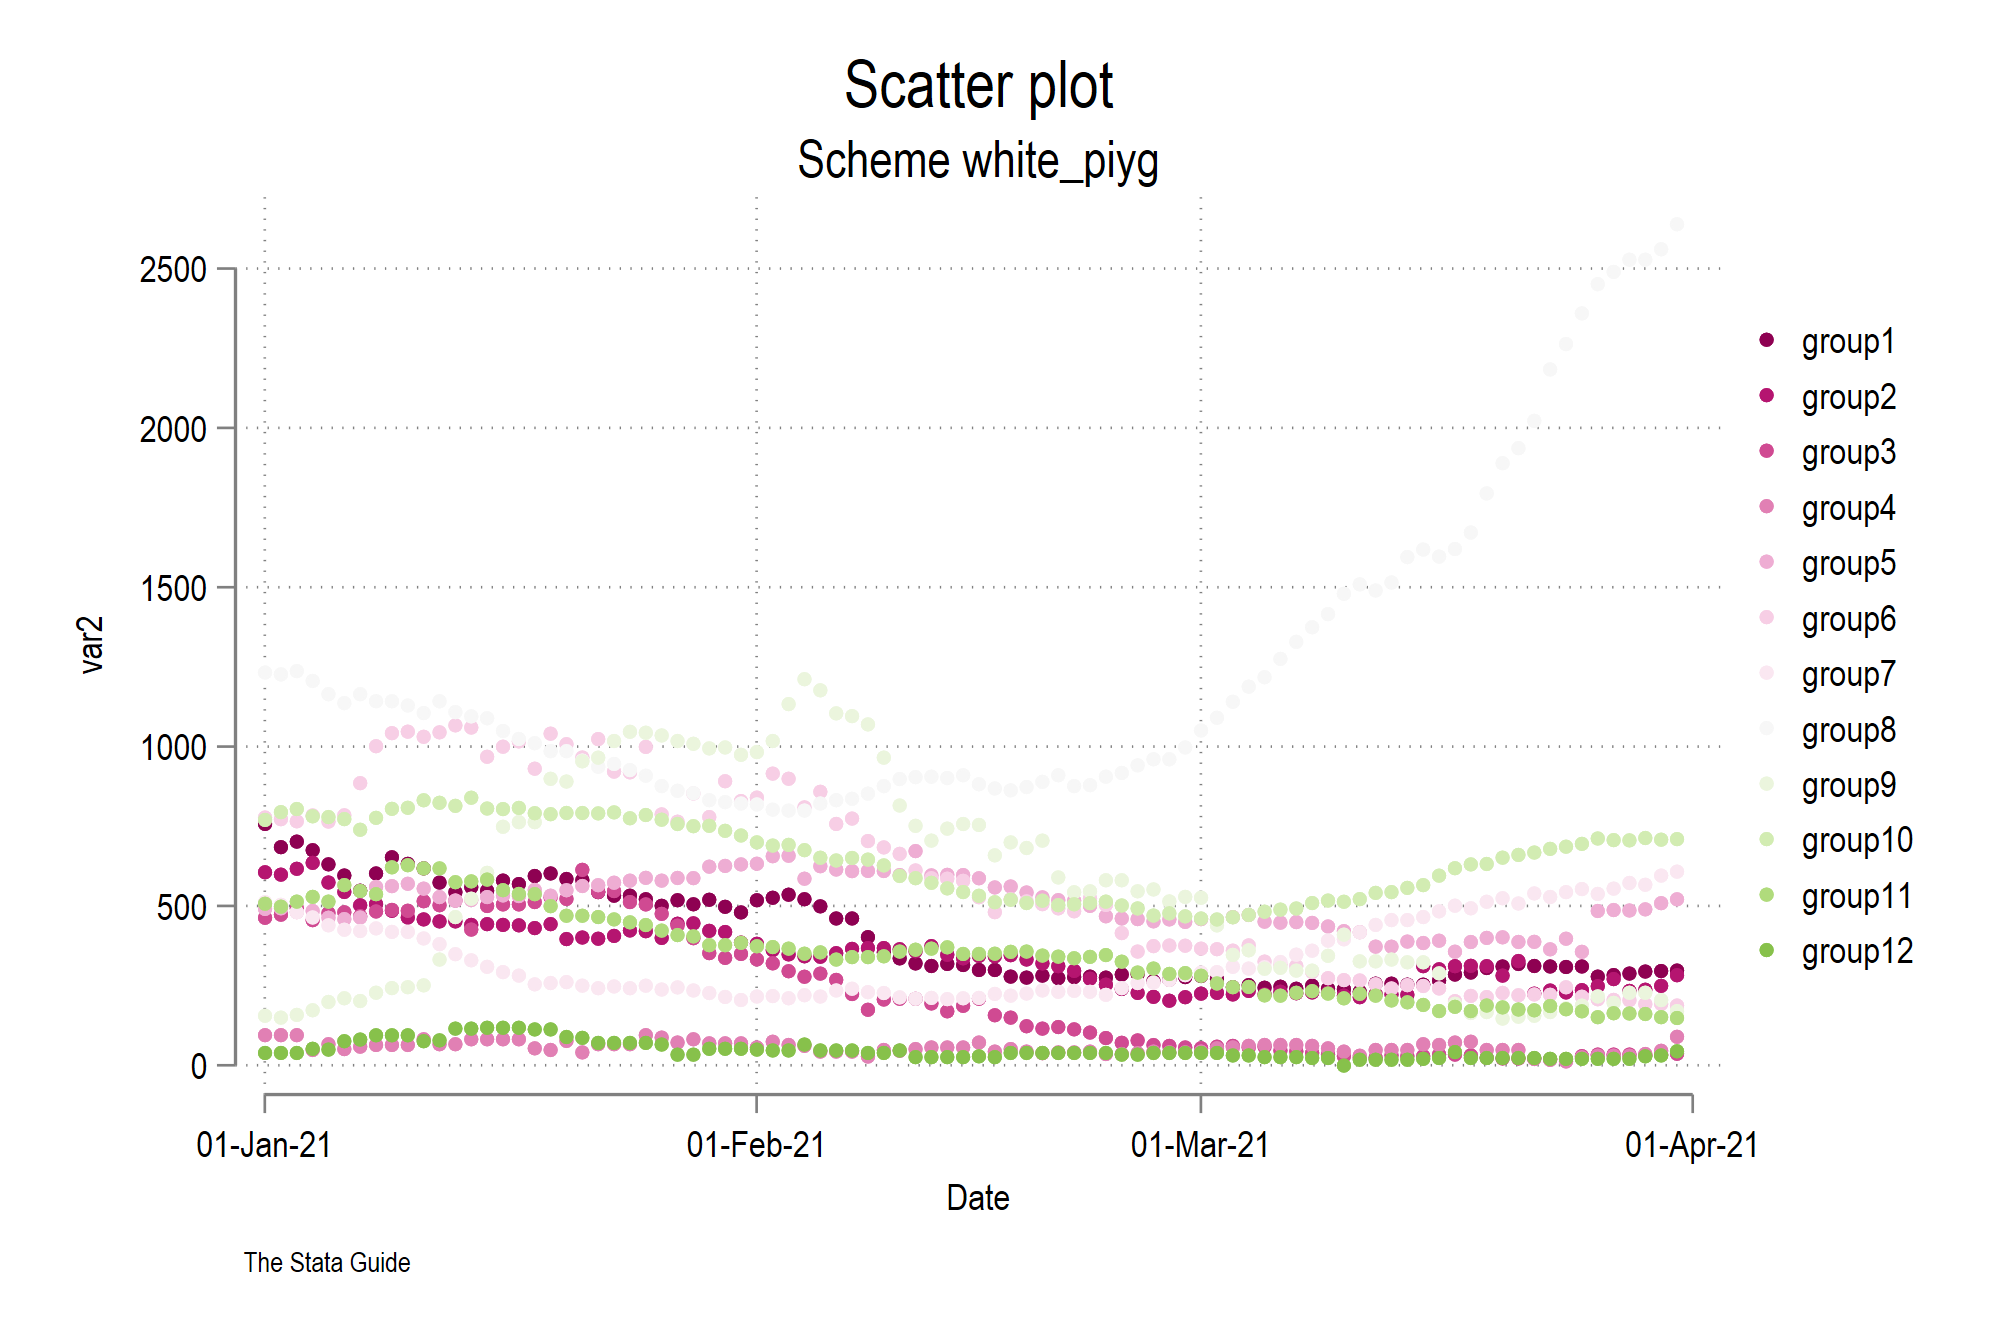 Scatter plot
Scheme white_piyg
2500
2000
1500
1000
500
0
var2
01-Jan-21
01-Feb-21
01-Mar-21
01-Apr-21
Date
group1
group2
group3
group4
group5
group6
group7
group8
group9
group10
group11
group12
The Stata Guide